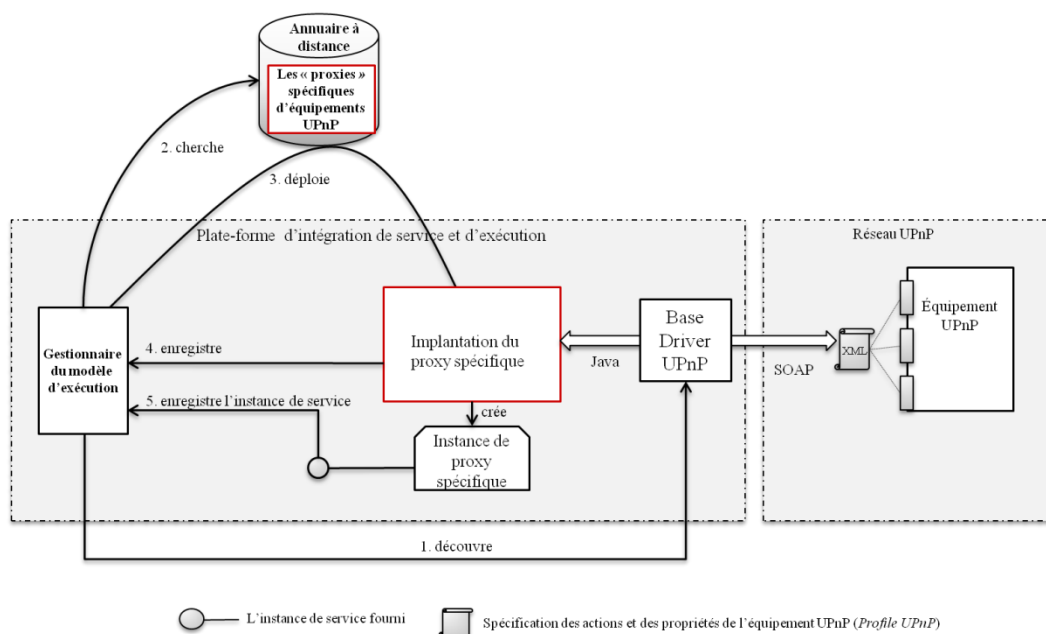 Annuaire à
distance
Les « proxies »
spécifiques
d'équipements
UPnP
2. cherche
3. déploie
Plate-forme d'intégration de service et d'exécution
Réseau UPnP
Gestionnaire
du modèle
d'exécution
4. enregistre
5. enregistre l'instance de service
Implantation du
proxy spécifique
crée
Instance de
proxy
spécifique
Java
Base
Driver
UPnP
SOAP
XML
Équipement
UPnP
1. découvre
L'instance de service fourni
Spécification des actions et des propriétés de l'équipement UPnP (Profile UPnP)